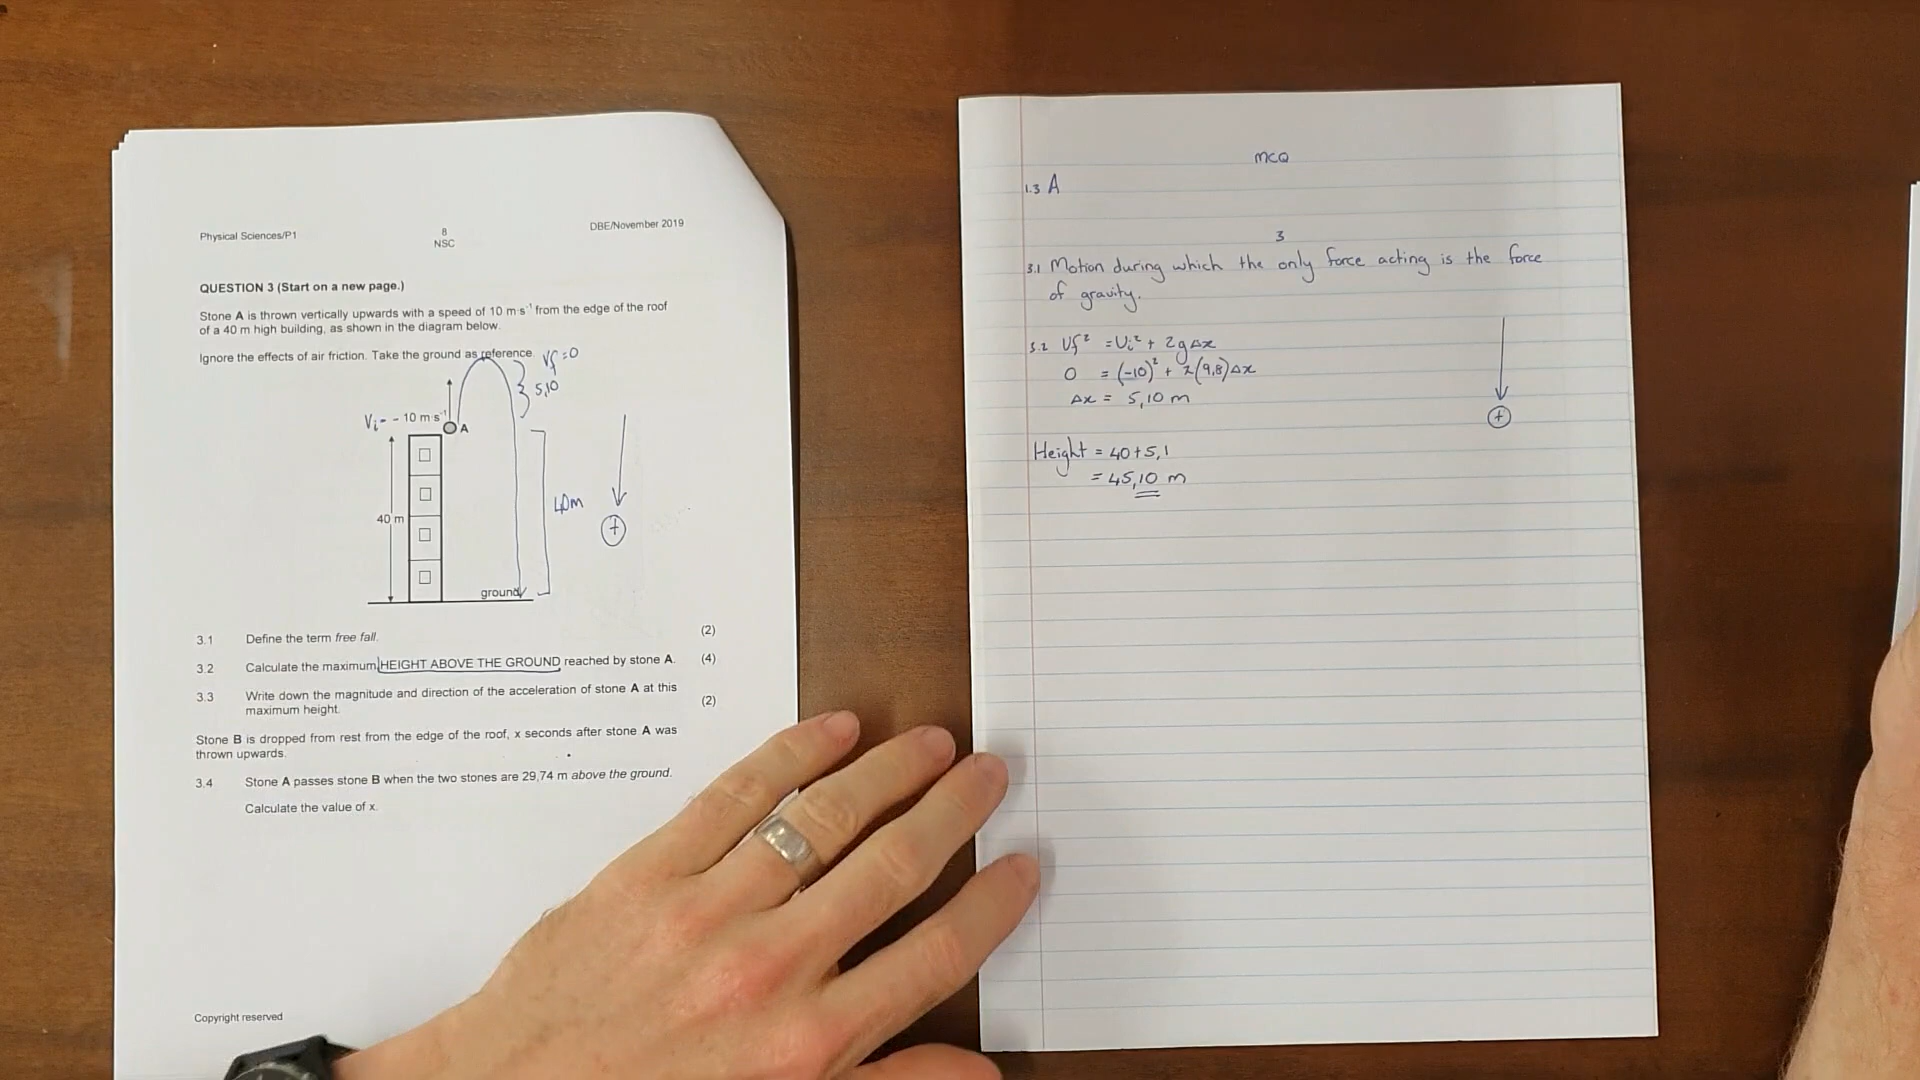 Physical Sciences/P1
8
NSC
DBE/November 2019
QUESTION 3 (Start on a new page.)
Stone A is thrown vertically upwards with a speed of 10 m·s⁻¹ from the edge of the roof
of a 40 m high building, as shown in the diagram below.
Ignore the effects of air friction. Take the ground as reference.
Vf = 0
5,10
Vi = - 10 m·s⁻¹
A
40 m
40m
+
ground
3.1 Define the term free fall. (2)
3.2 Calculate the maximum HEIGHT ABOVE THE GROUND reached by stone A. (4)
3.3 Write down the magnitude and direction of the acceleration of stone A at this
maximum height. (2)
Stone B is dropped from rest from the edge of the roof, x seconds after stone A was
thrown upwards.
3.4 Stone A passes stone B when the two stones are 29,74 m above the ground.
Calculate the value of x.
Copyright reserved
MCQ
1.3 A
3
3.1 Motion during which the only force acting is the force
of gravity.
3.2 Vf² = Vi² + 2gΔx
0 = (-10)² + 2(9,8)Δx
Δx = 5,10 m
+
Height = 40+5,1
= 45,10 m